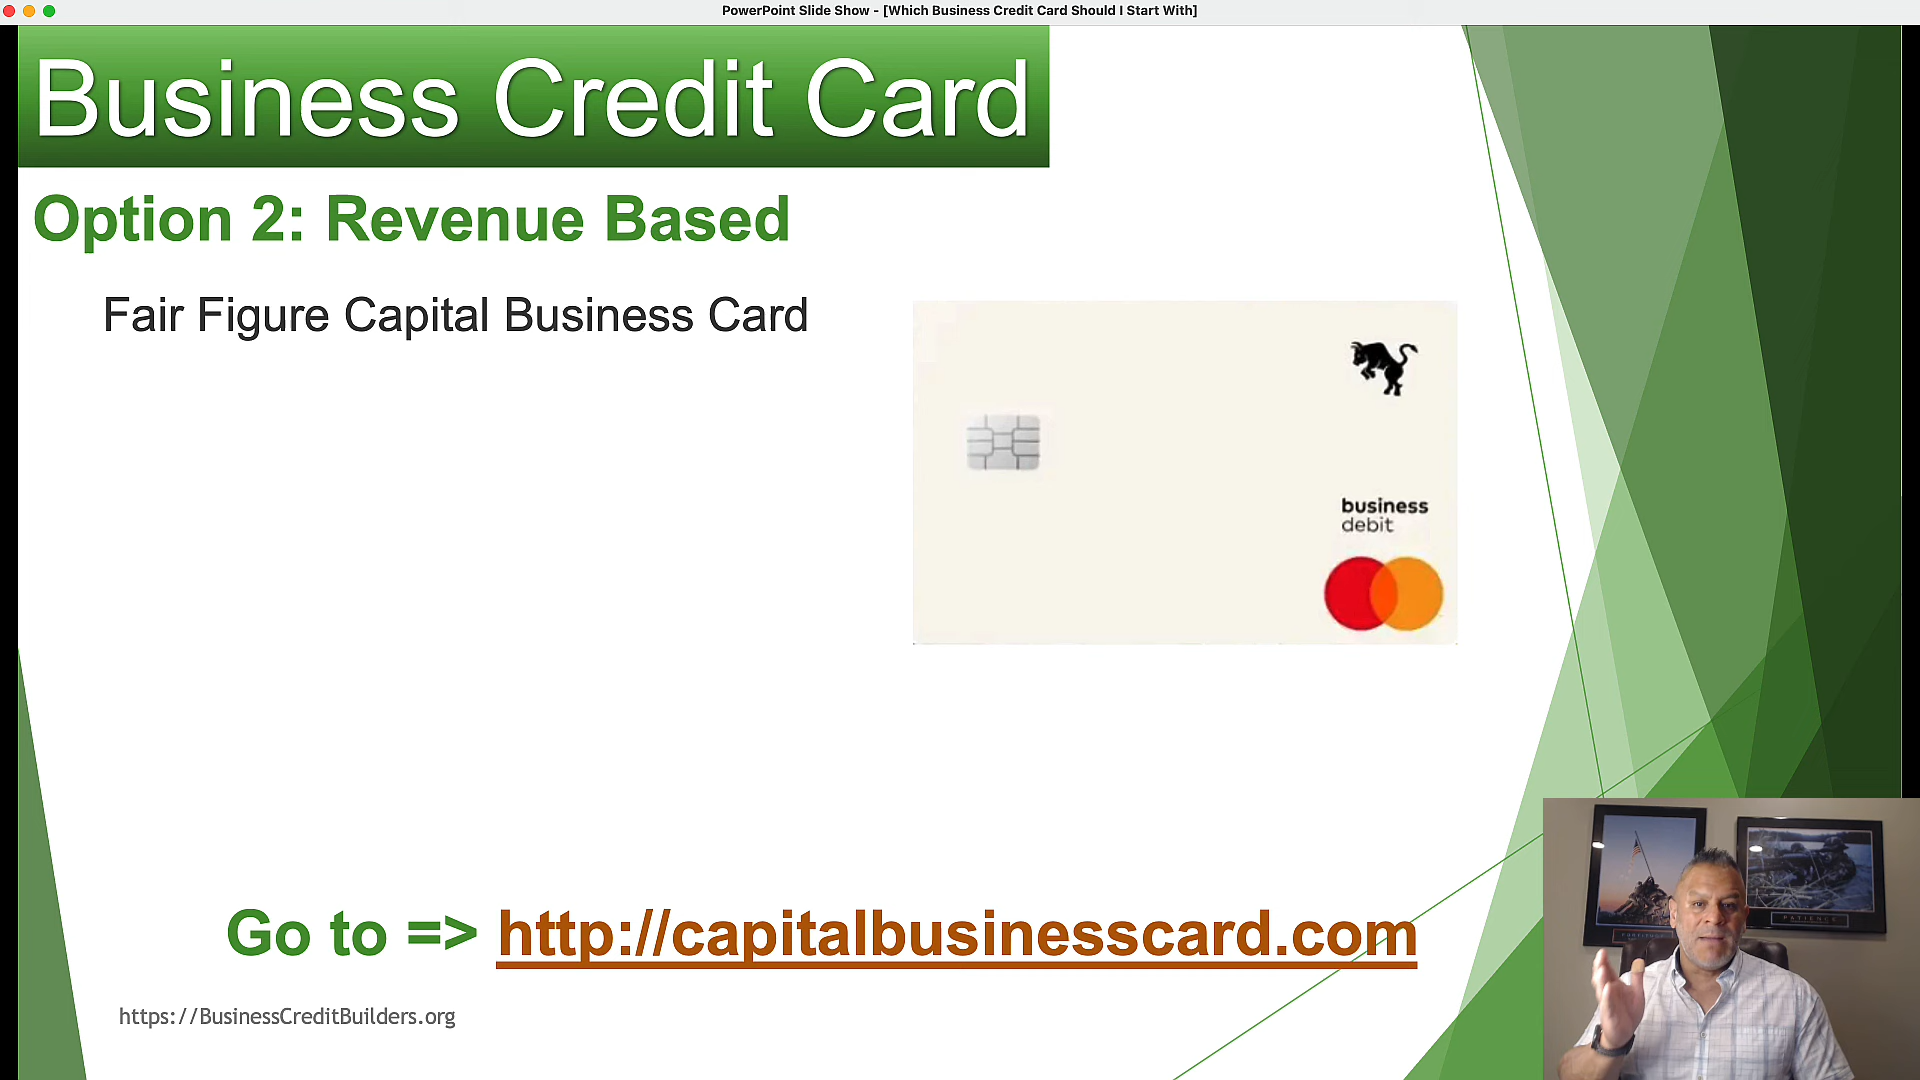 PowerPoint Slide Show - [Which Business Credit Card Should I Start With]
Business Credit Card
Option 2: Revenue Based
Fair Figure Capital Business Card
business
debit
Go to => http://capitalbusinesscard.com
https://BusinessCreditBuilders.org
PATIENCE